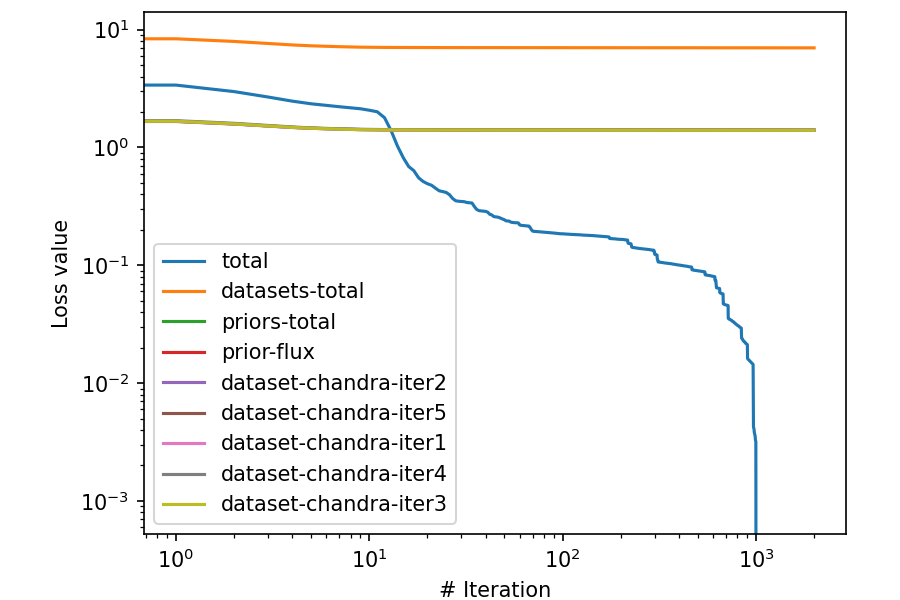 10¹
10⁰
10⁻¹
10⁻²
10⁻³
Loss value
total
datasets-total
priors-total
prior-flux
dataset-chandra-iter2
dataset-chandra-iter5
dataset-chandra-iter1
dataset-chandra-iter4
dataset-chandra-iter3
10⁰ 10¹ 10² 10³
# Iteration